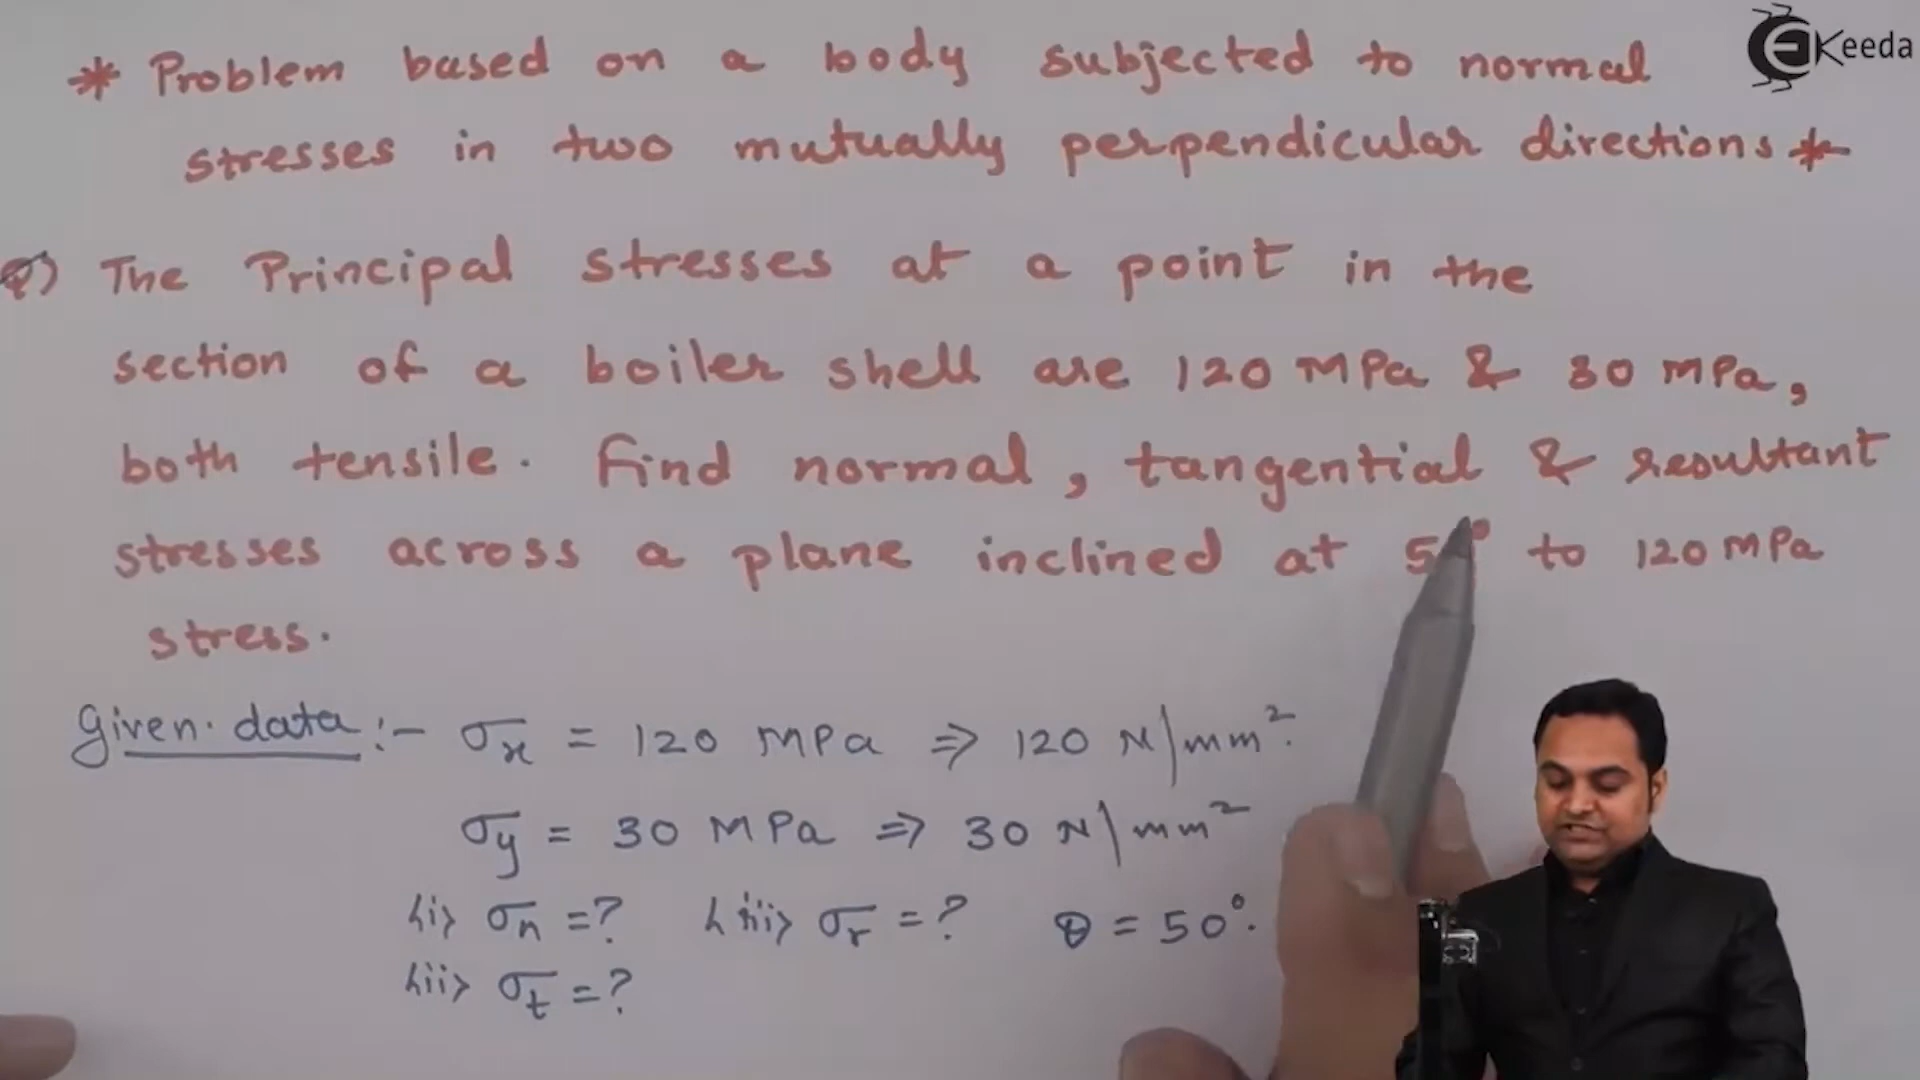 * Problem based on a body subjected to normal
stresses in two mutually perpendicular directions *
Keeda
Q) The Principal stresses at a point in the
section of a boiler shell are 120 MPa & 30 MPa,
both tensile. Find normal, tangential & resultant
stresses across a plane inclined at to 120 MPa
stress.
Given data :- σx = 120 MPa ⇒ 120 N/mm².
σy = 30 MPa ⇒ 30 N/mm²
(i) σn = ? (iii) σr = ? θ = 50°.
(ii) σt = ?